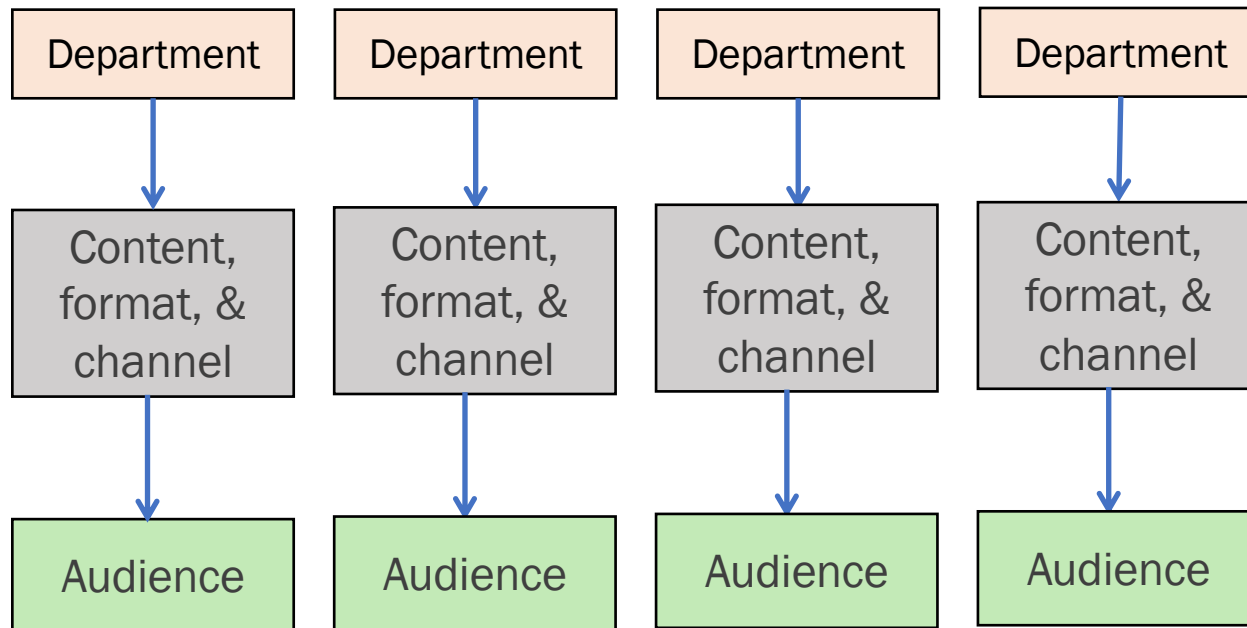 Department
Department
Department
Department
Content,
format, &
channel
Content,
format, &
channel
Content,
format, &
channel
Content,
format, &
channel
Audience
Audience
Audience
Audience